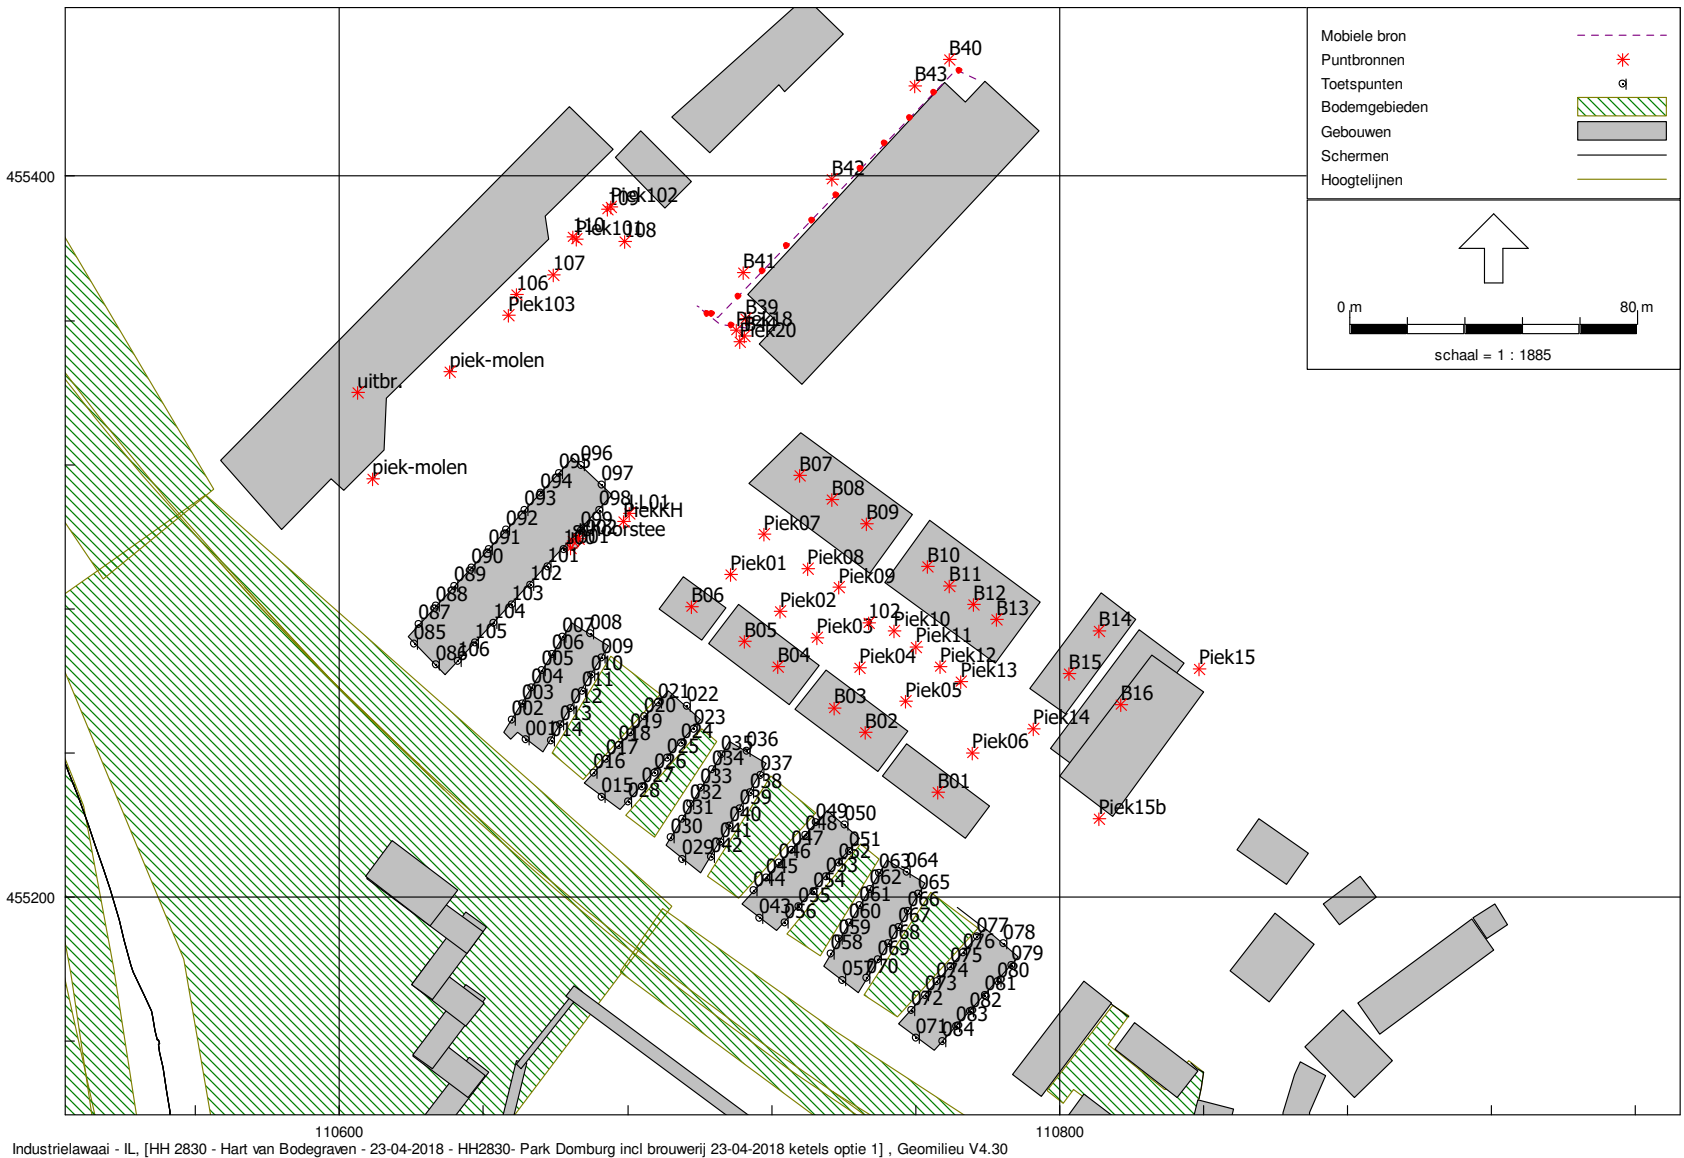 Mobiele bron
Puntbronnen
Toetspunten
Bodemgebieden
Gebouwen
Schermen
Hoogtelijnen
0 m
80 m
schaal = 1 : 1885
455400
455200
110600
110800
B40
B43
B42
B41
B39
Piek18
Piek20
Piek102
109
110
Piek101
108
107
106
Piek103
piek-molen
uitbr.
piek-molen
096
095
097
094
098
093
LL01
PiekKH
099
092
091
101
090
102
089
103
088
104
087
105
085
106
086
B07
B08
B09
Piek07
Piek01
Piek08
Piek09
B10
B11
B12
B13
B06
Piek02
102
Piek10
B05
Piek03
Piek11
B04
Piek04
Piek12
Piek13
B14
B15
Piek15
B16
B03
Piek05
B02
Piek14
Piek06
B01
Piek15b
007
008
006
009
005
010
004
011
003
012
002
013
001
014
021
022
020
019
023
018
024
017
025
016
026
027
015
028
035
036
034
037
033
038
032
039
031
040
030
041
029
042
049
050
048
047
051
046
052
045
053
044
054
055
043
056
063
064
062
065
061
066
060
067
059
068
058
069
057
070
077
078
076
079
075
080
074
081
073
082
072
083
071
084
Industrielawaai - IL, [HH 2830 - Hart van Bodegraven - 23-04-2018 - HH2830- Park Domburg incl brouwerij 23-04-2018 ketels optie 1] , Geomilieu V4.30